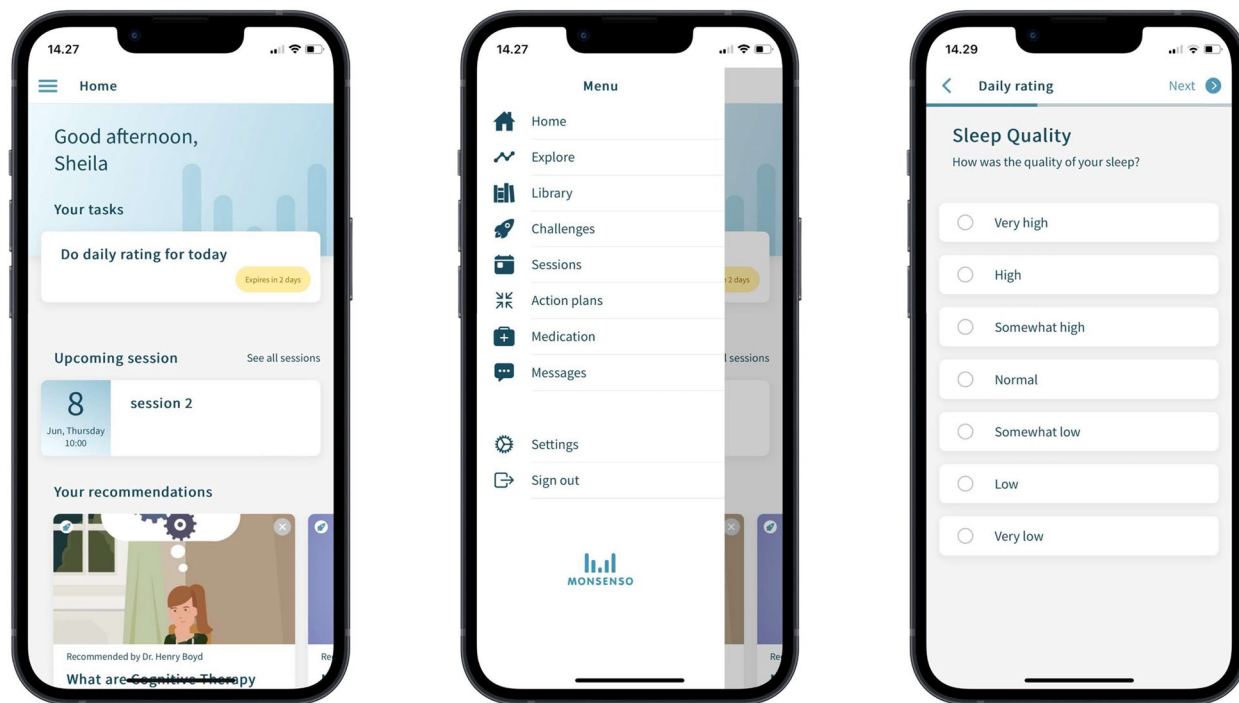 14.27
Home
Good afternoon,
Sheila
Your tasks
Do daily rating for today
Expires in 2 days
Upcoming session
See all sessions
8
Jun, Thursday
10:00
session 2
Your recommendations
Recommended by Dr. Henry Boyd
Re
What are Cognitive Therapy
14.27
Menu
Home
Explore
Library
Challenges
Sessions
2 days
Action plans
Medication
sessions
Messages
Settings
Sign out
MONSENSO
Re
14.29
Daily rating
Next
Sleep Quality
How was the quality of your sleep?
Very high
High
Somewhat high
Normal
Somewhat low
Low
Very low